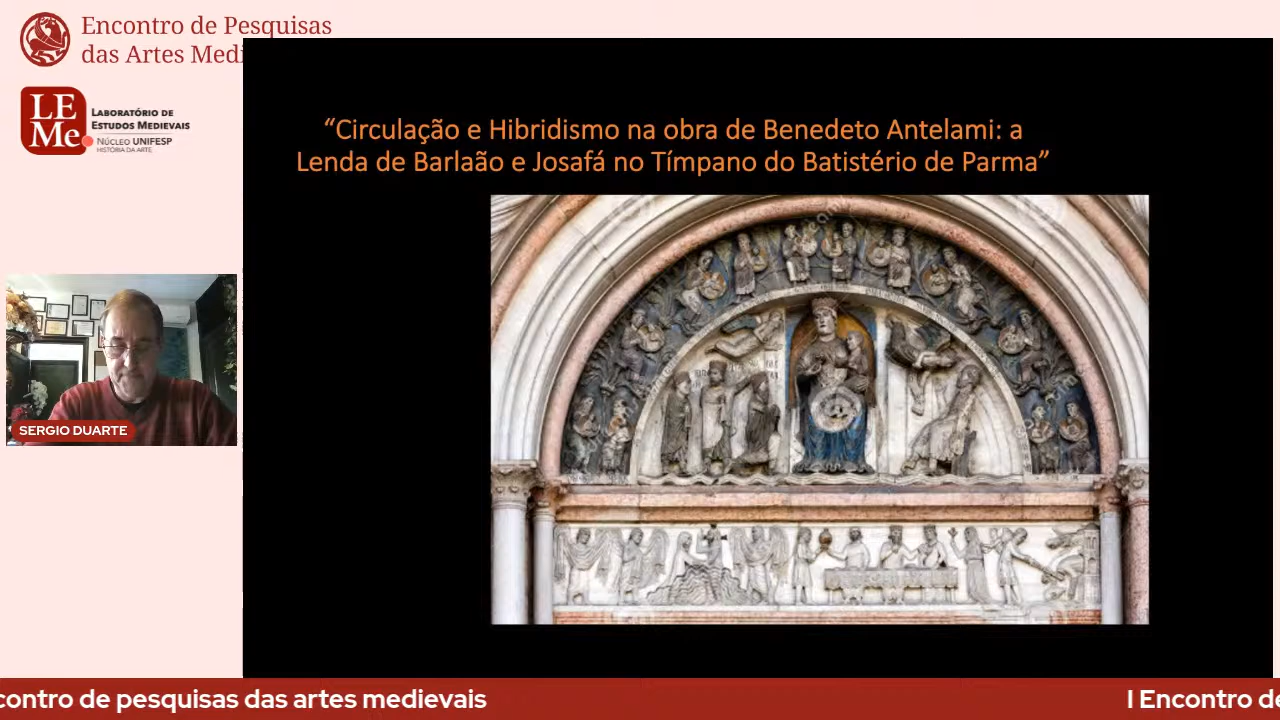 Encontro de Pesquisas
das Artes Medi
LE
Me
LABORATÓRIO DE
ESTUDOS MEDIEVAIS
NÚCLEO UNIFESP
HISTÓRIA DA ARTE
“Circulação e Hibridismo na obra de Benedeto Antelami: a
Lenda de Barlaão e Josafá no Tímpano do Batistério de Parma”
SERGIO DUARTE
contro de pesquisas das artes medievais
I Encontro de